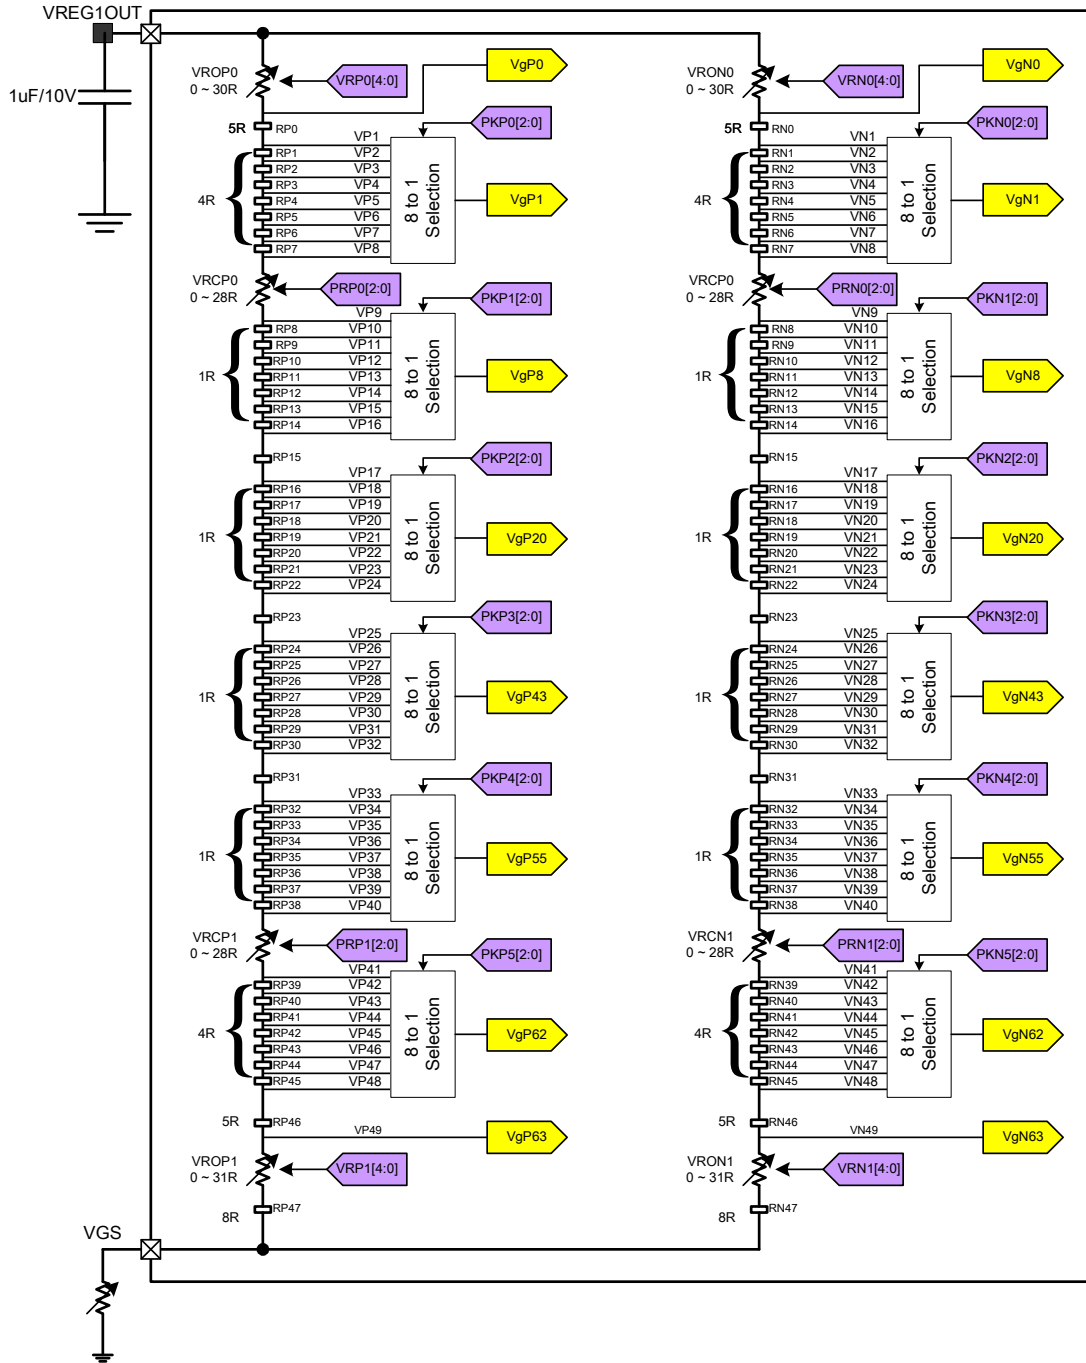 VREG1OUT
1uF/10V
VROP0
0 ~ 30R
VRP0[4:0]
VgP0
5R
RP0
PKP0[2:0]
VP1
RP1
VP2
RP2
VP3
RP3
VP4
4R
RP4
VP5
RP5
VP6
RP6
VP7
RP7
VP8
8 to 1
Selection
VgP1
VRCP0
0 ~ 28R
PRP0[2:0]
PKP1[2:0]
VP9
RP8
VP10
RP9
VP11
RP10
VP12
1R
RP11
VP13
RP12
VP14
RP13
VP15
RP14
VP16
8 to 1
Selection
VgP8
RP15
PKP2[2:0]
VP17
RP16
VP18
RP17
VP19
RP18
VP20
1R
RP19
VP21
RP20
VP22
RP21
VP23
RP22
VP24
8 to 1
Selection
VgP20
RP23
PKP3[2:0]
VP25
RP24
VP26
RP25
VP27
RP26
VP28
1R
RP27
VP29
RP28
VP30
RP29
VP31
RP30
VP32
8 to 1
Selection
VgP43
RP31
PKP4[2:0]
VP33
RP32
VP34
RP33
VP35
RP34
VP36
1R
RP35
VP37
RP36
VP38
RP37
VP39
RP38
VP40
8 to 1
Selection
VgP55
VRCP1
0 ~ 28R
PRP1[2:0]
PKP5[2:0]
VP41
RP39
VP42
RP40
VP43
RP41
VP44
4R
RP42
VP45
RP43
VP46
RP44
VP47
RP45
VP48
8 to 1
Selection
VgP62
5R
RP46
VP49
VgP63
VROP1
0 ~ 31R
VRP1[4:0]
8R
RP47
VGS
VRON0
0 ~ 30R
VRN0[4:0]
VgN0
5R
RN0
PKN0[2:0]
VN1
RN1
VN2
RN2
VN3
RN3
VN4
4R
RN4
VN5
RN5
VN6
RN6
VN7
RN7
VN8
8 to 1
Selection
VgN1
VRCP0
0 ~ 28R
PRN0[2:0]
PKN1[2:0]
VN9
RN8
VN10
RN9
VN11
RN10
VN12
1R
RN11
VN13
RN12
VN14
RN13
VN15
RN14
VN16
8 to 1
Selection
VgN8
RN15
PKN2[2:0]
VN17
RN16
VN18
RN17
VN19
RN18
VN20
1R
RN19
VN21
RN20
VN22
RN21
VN23
RN22
VN24
8 to 1
Selection
VgN20
RN23
PKN3[2:0]
VN25
RN24
VN26
RN25
VN27
RN26
VN28
1R
RN27
VN29
RN28
VN30
RN29
VN31
RN30
VN32
8 to 1
Selection
VgN43
RN31
PKN4[2:0]
VN33
RN32
VN34
RN33
VN35
RN34
VN36
1R
RN35
VN37
RN36
VN38
RN37
VN39
RN38
VN40
8 to 1
Selection
VgN55
VRCN1
0 ~ 28R
PRN1[2:0]
PKN5[2:0]
VN41
RN39
VN42
RN40
VN43
RN41
VN44
4R
RN42
VN45
RN43
VN46
RN44
VN47
RN45
VN48
8 to 1
Selection
VgN62
5R
RN46
VN49
VgN63
VRON1
0 ~ 31R
VRN1[4:0]
8R
RN47